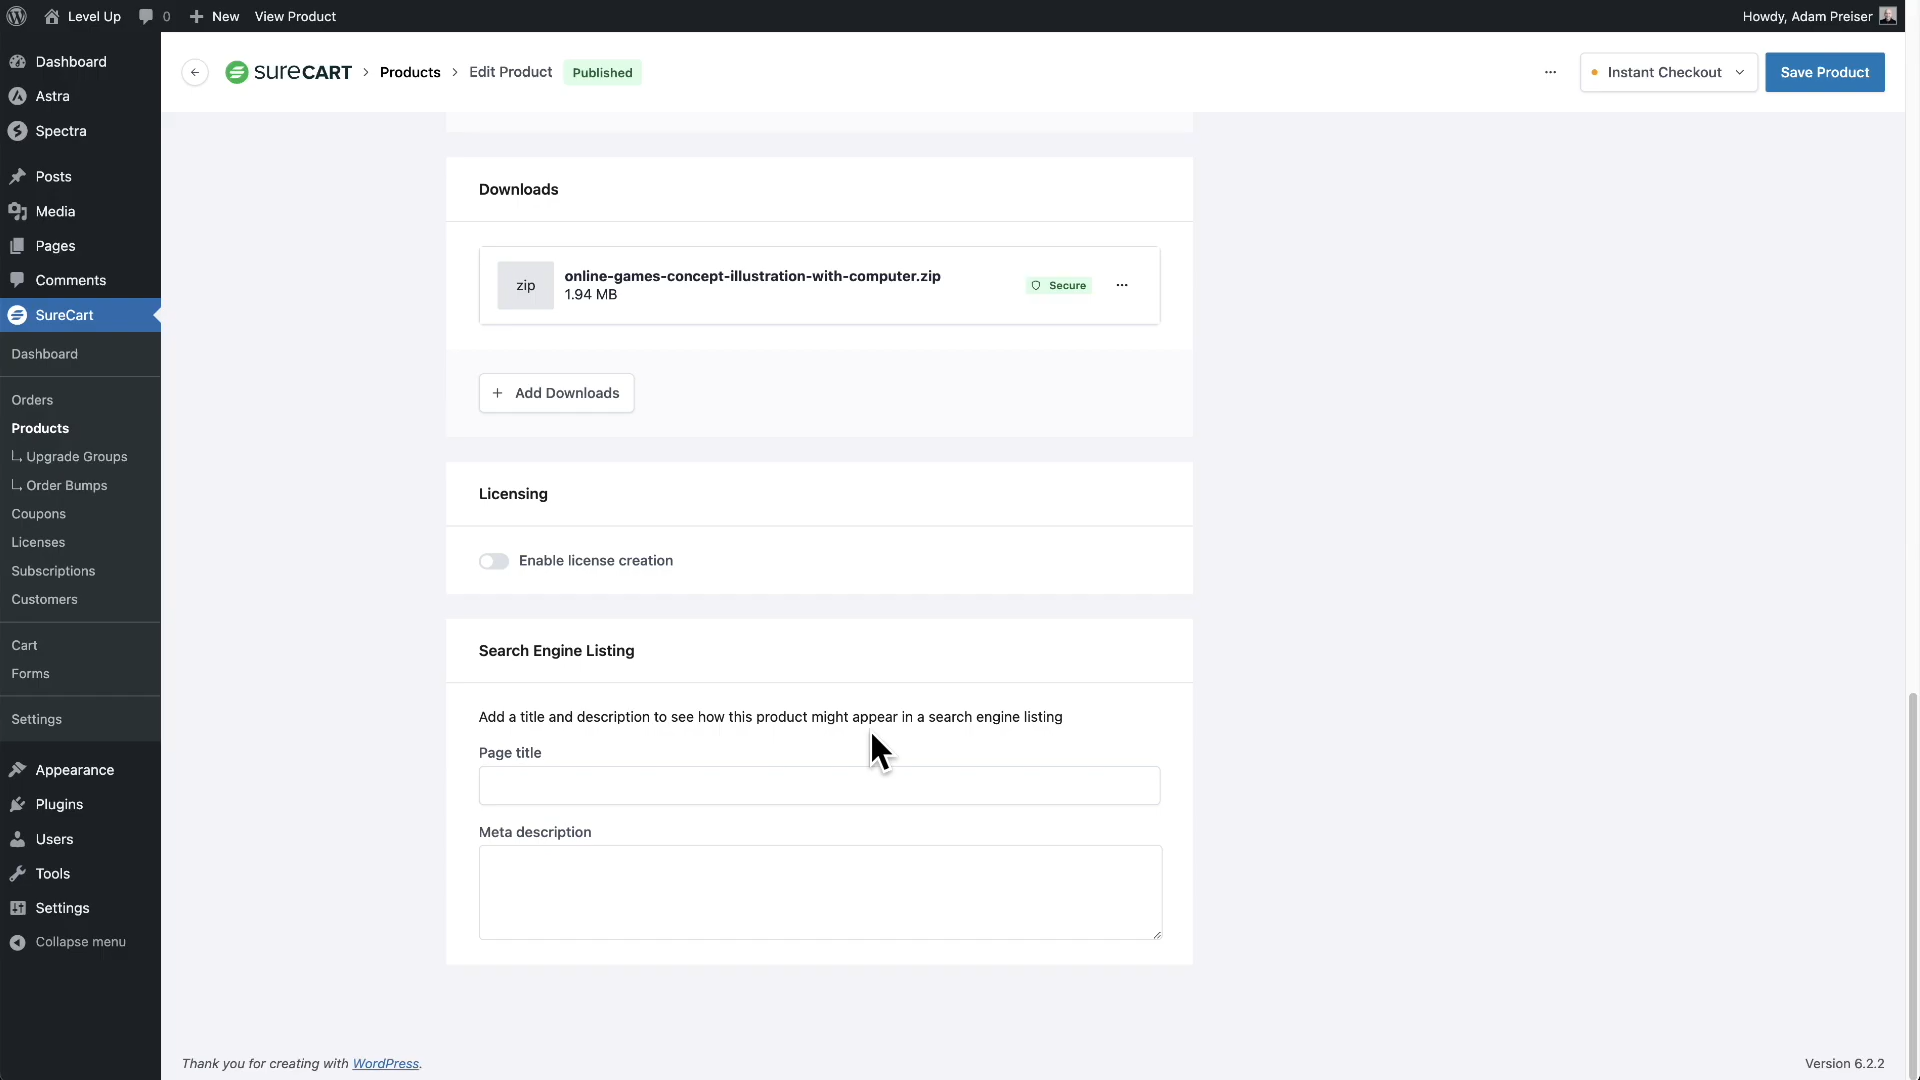 Level Up
0
New
View Product
Howdy, Adam Preiser
Dashboard
Astra
Spectra
Posts
Media
Pages
Comments
SureCart
Dashboard
Orders
Products
Upgrade Groups
Order Bumps
Coupons
Licenses
Subscriptions
Customers
Cart
Forms
Settings
Appearance
Plugins
Users
Tools
Settings
Collapse menu
SURECART > Products > Edit Product Published
Instant Checkout
Save Product
Downloads
zip
online-games-concept-illustration-with-computer.zip
1.94 MB
Secure
+ Add Downloads
Licensing
Enable license creation
Search Engine Listing
Add a title and description to see how this product might appear in a search engine listing
Page title
Meta description
Thank you for creating with WordPress.
Version 6.2.2